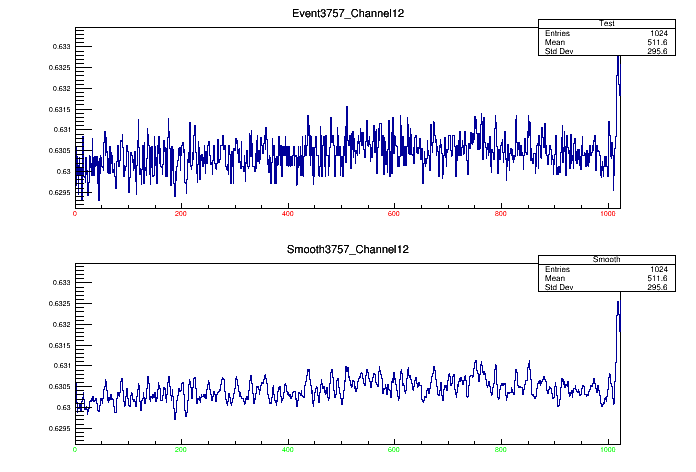 Event3757_Channel12
Test
Entries 1024
Mean 511.6
Std Dev 295.6
0.633
0.6325
0.632
0.6315
0.631
0.6305
0.63
0.6295
0 200 400 600 800 1000
Smooth3757_Channel12
Smooth
Entries 1024
Mean 511.6
Std Dev 295.6
0.633
0.6325
0.632
0.6315
0.631
0.6305
0.63
0.6295
0 200 400 600 800 1000